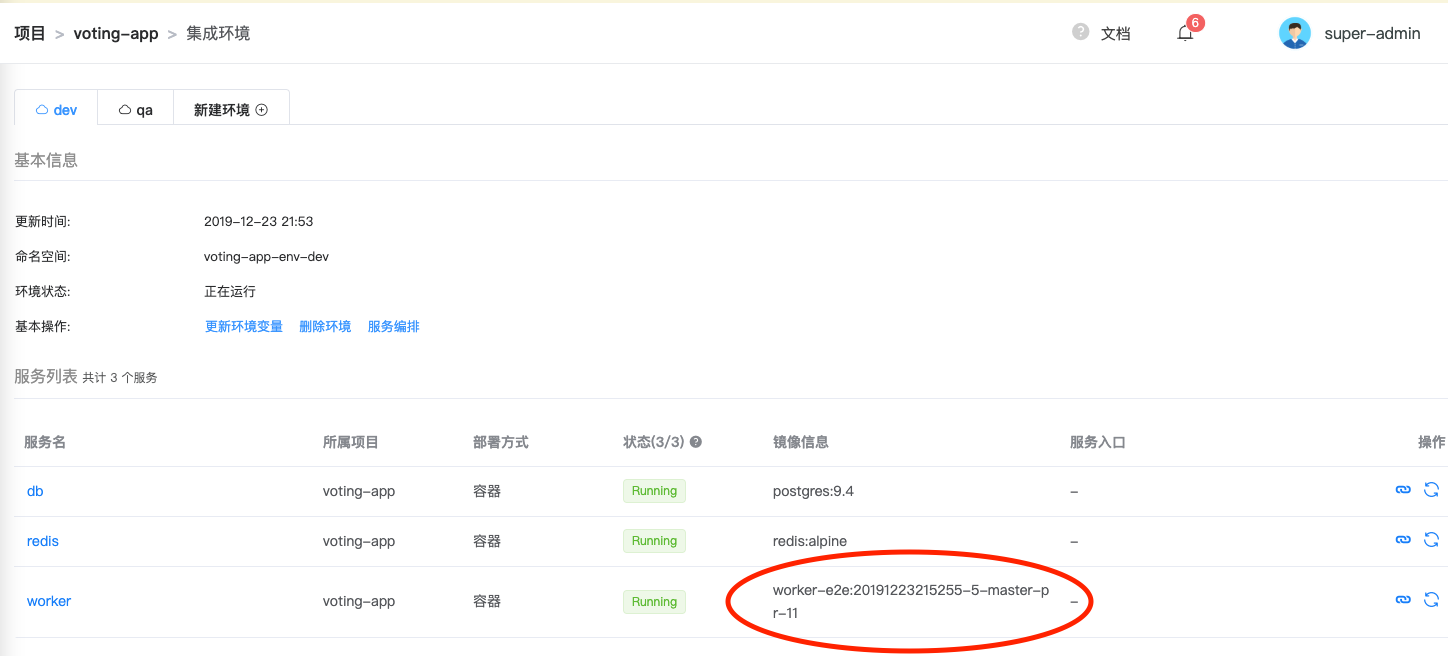 项目 > voting-app > 集成环境
? 文档 6 super-admin
dev qa 新建环境
基本信息
更新时间: 2019-12-23 21:53
命名空间: voting-app-env-dev
环境状态: 正在运行
基本操作: 更新环境变量 删除环境 服务编排
服务列表 共计 3 个服务
服务名 所属项目 部署方式 状态(3/3) ? 镜像信息 服务入口 操作
db voting-app 容器 Running postgres:9.4 –
redis voting-app 容器 Running redis:alpine –
worker voting-app 容器 Running worker-e2e:20191223215255-5-master-p –
r-11